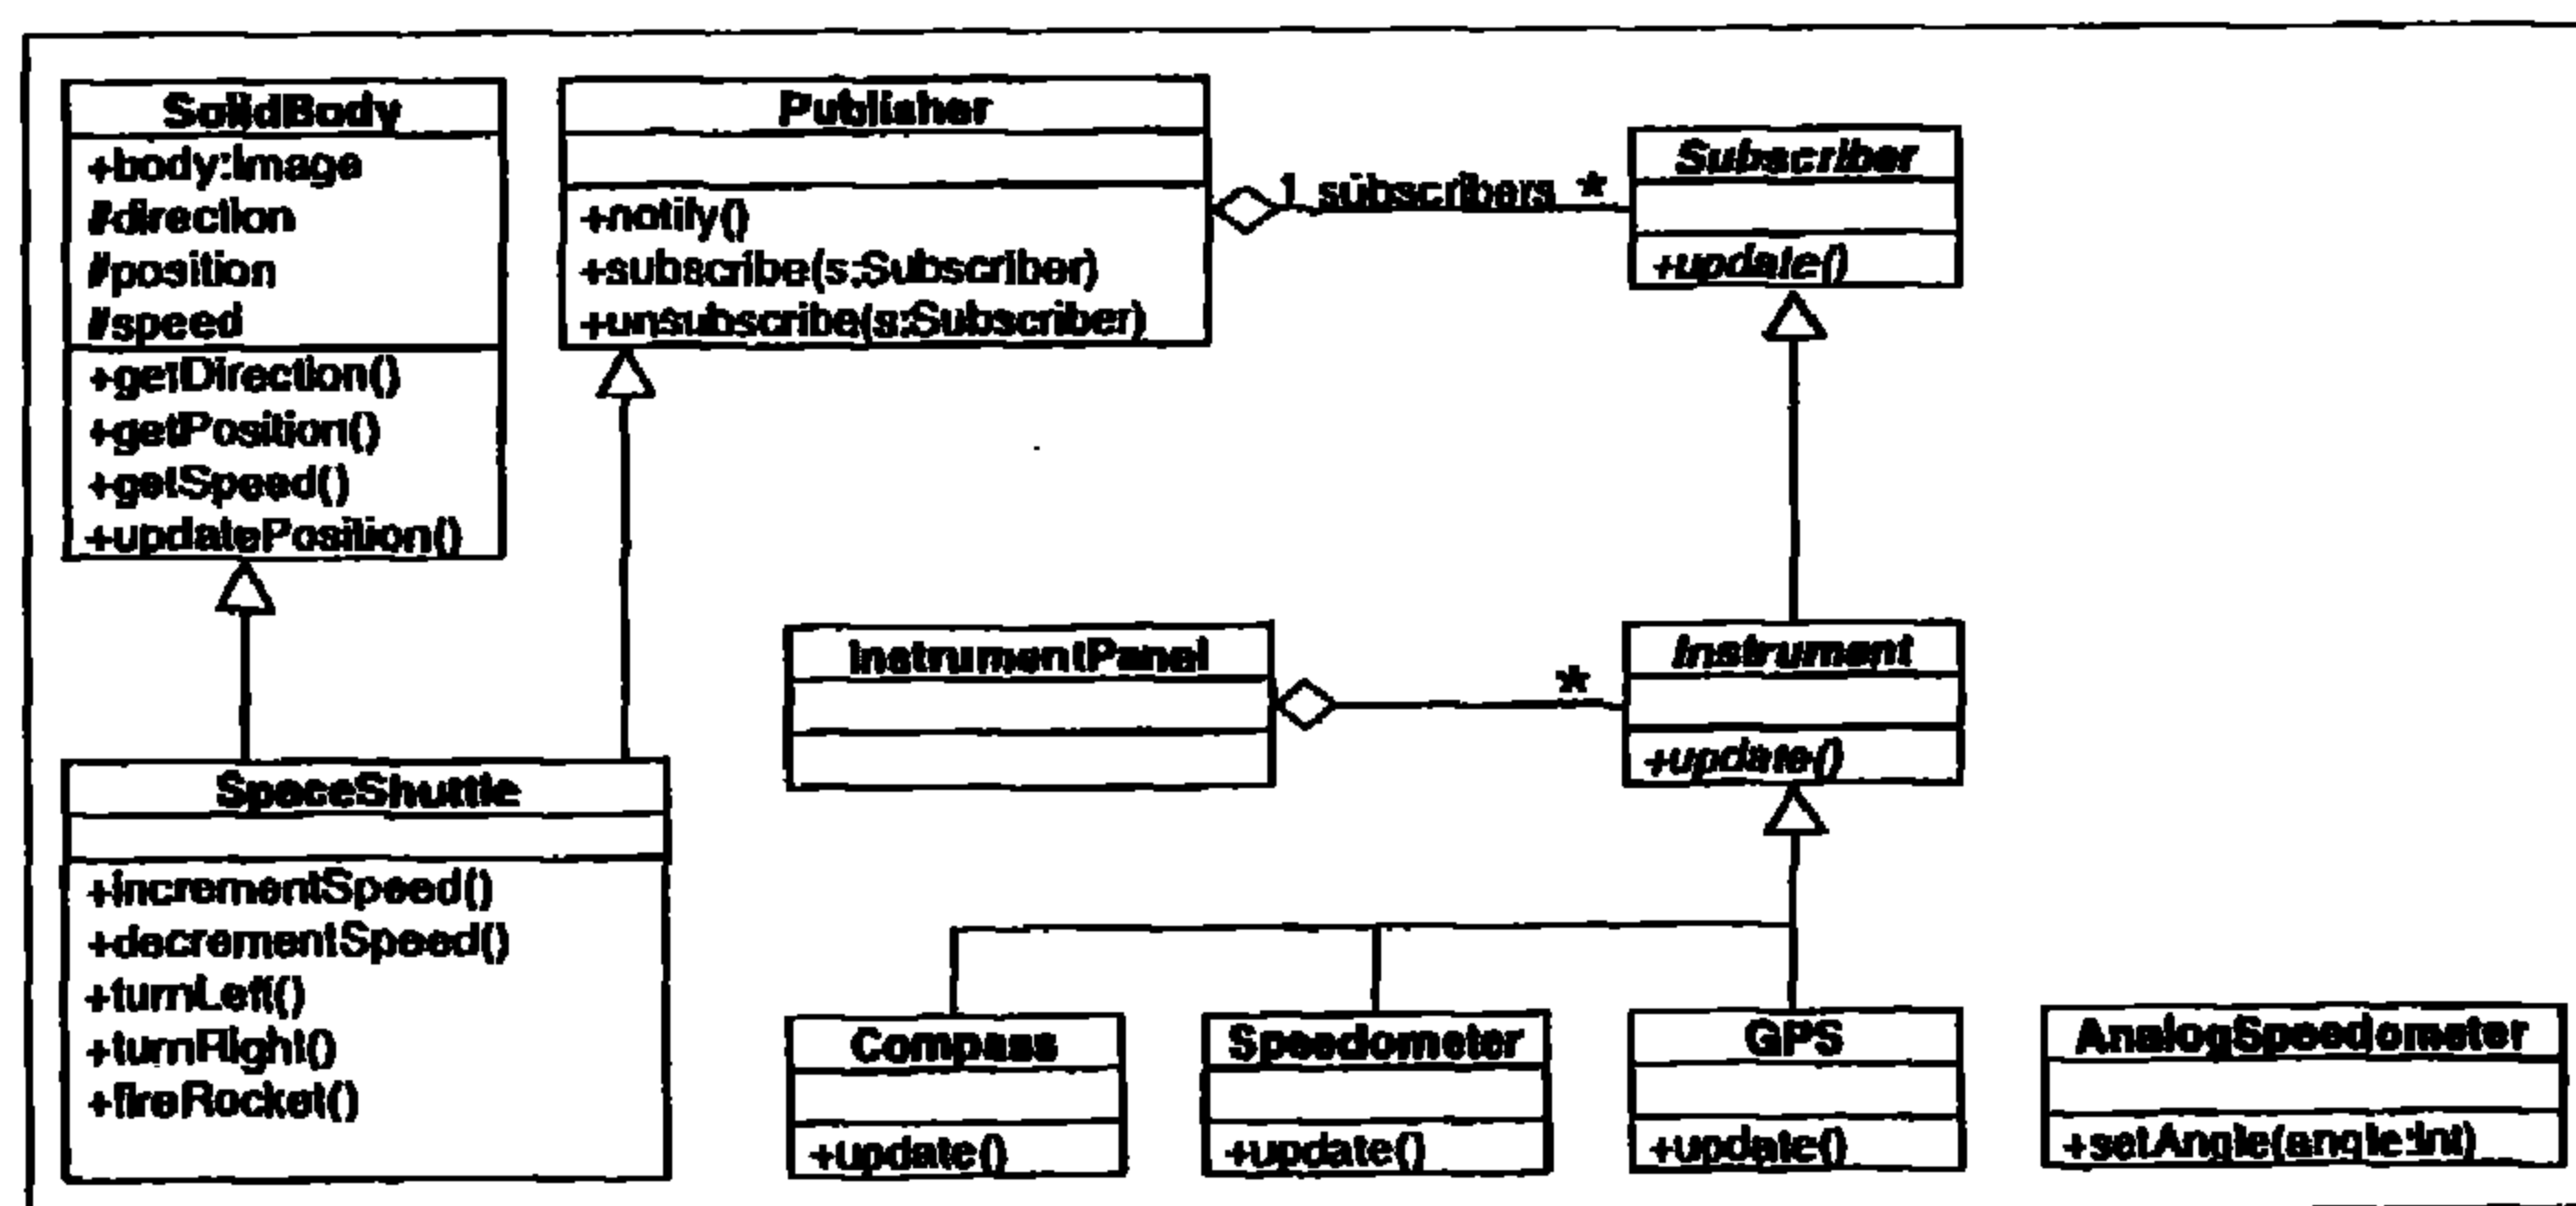 SolidBody
+body:Image
#direction
#position
#speed
+getDirection()
+getPosition()
+getSpeed()
+updatePosition()
Publisher
+notify()
+subscribe(s:Subscriber)
+unsubscribe(s:Subscriber)
1 subscribers *
Subscriber
+update()
InstrumentPanel
*
Instrument
+update()
SpaceShuttle
+incrementSpeed()
+decrementSpeed()
+turnLeft()
+turnRight()
+fireRocket()
Compass
+update()
Speedometer
+update()
GPS
+update()
AnalogSpeedometer
+setAngle(angle:int)